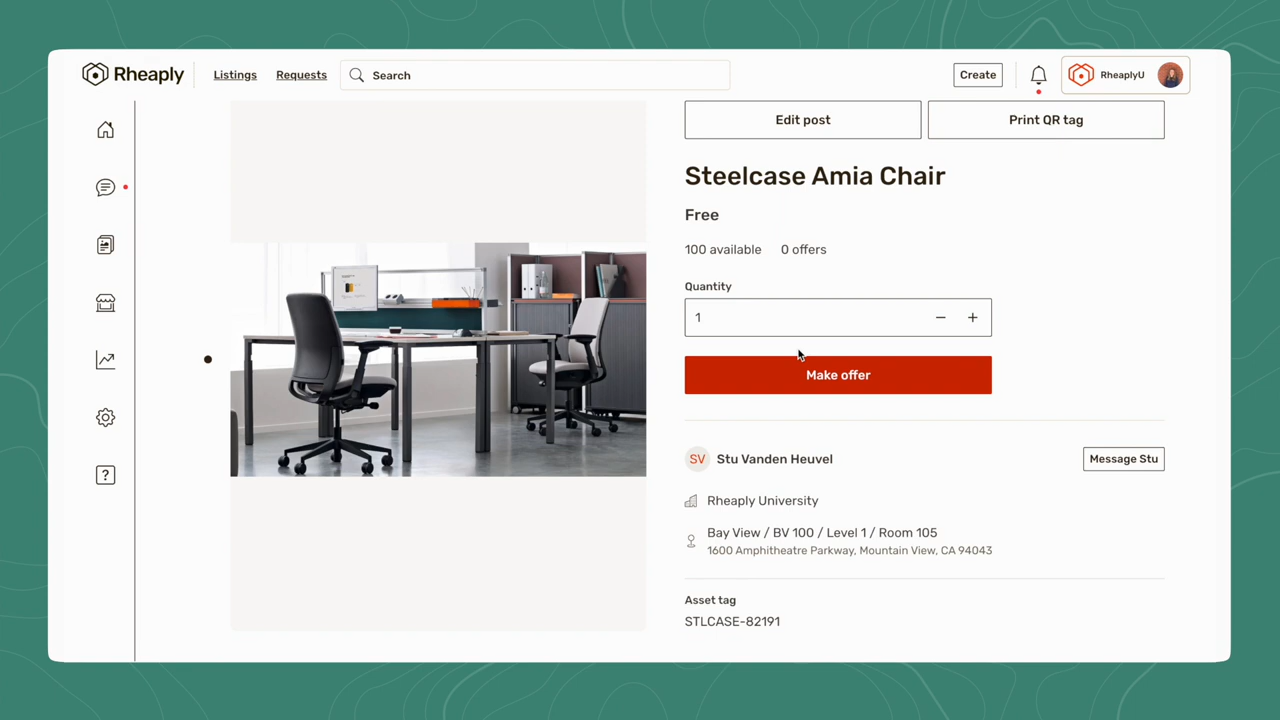 Rheaply
Listings
Requests
Search
Create
RheaplyU
Edit post
Print QR tag
Steelcase Amia Chair
Free
100 available 0 offers
Quantity
1
Make offer
SV Stu Vanden Heuvel
Message Stu
Rheaply University
Bay View / BV 100 / Level 1 / Room 105
1600 Amphitheatre Parkway, Mountain View, CA 94043
Asset tag
STLCASE-82191